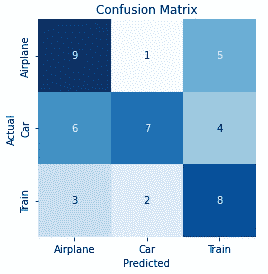 Confusion Matrix
Airplane 9 1 5
Actual
Car 6 7 4
Train 3 2 8
Airplane Car Train
Predicted